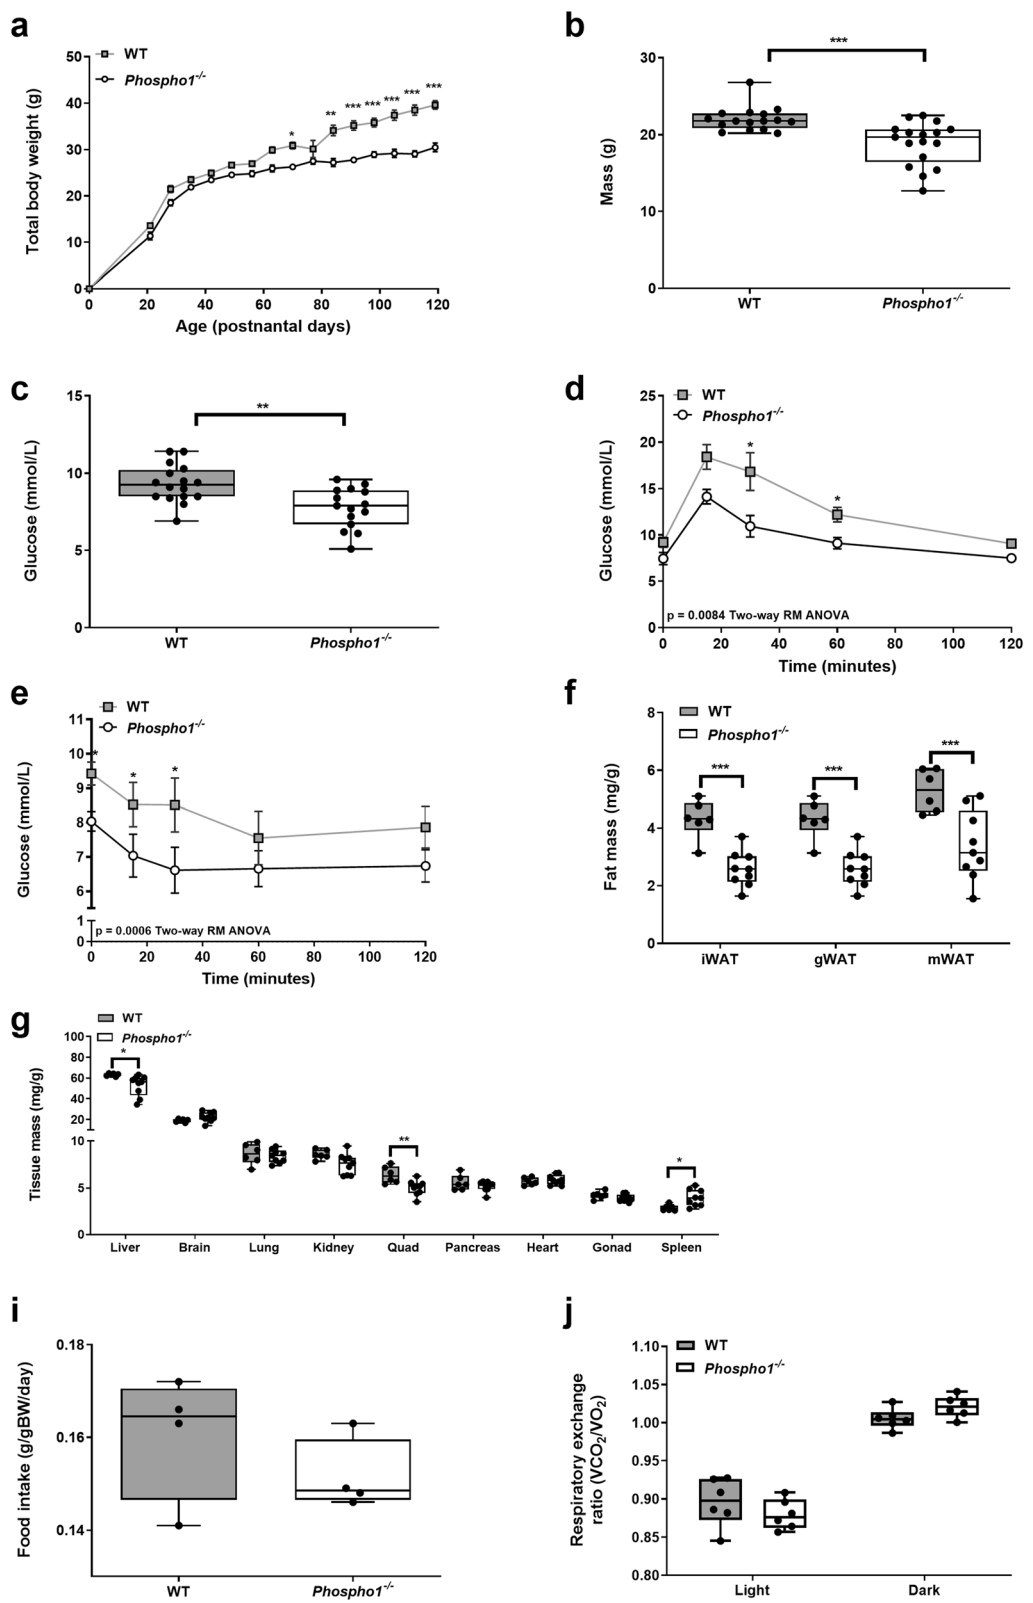 a
WT
Phospho1-/-
Total body weight (g)
50
40
30
20
10
0
* ** *** *** *** *** ***
0 20 40 60 80 100 120
Age (postnantal days)
b
***
Mass (g)
30
20
10
0
WT Phospho1-/-
c
**
Glucose (mmol/L)
15
10
5
0
WT Phospho1-/-
d
WT
Phospho1-/-
Glucose (mmol/L)
25
20
15
10
5
0
* *
p = 0.0084 Two-way RM ANOVA
0 20 40 60 80 100 120
Time (minutes)
e
WT
Phospho1-/-
Glucose (mmol/L)
11
10
9
8
7
6
1
0
* * *
p = 0.0006 Two-way RM ANOVA
0 20 40 60 80 100 120
Time (minutes)
f
WT
Phospho1-/-
Fat mass (mg/g)
8
6
4
2
0
*** *** ***
iWAT gWAT mWAT
g
WT
Phospho1-/-
Tissue mass (mg/g)
100
80
60
40
20
10
5
0
* ** *
Liver Brain Lung Kidney Quad Pancreas Heart Gonad Spleen
i
Food intake (g/gBW/day)
0.18
0.16
0.14
WT Phospho1-/-
j
WT
Phospho1-/-
Respiratory exchange
ratio (VCO2/VO2)
1.10
1.05
1.00
0.95
0.90
0.85
0.80
Light Dark